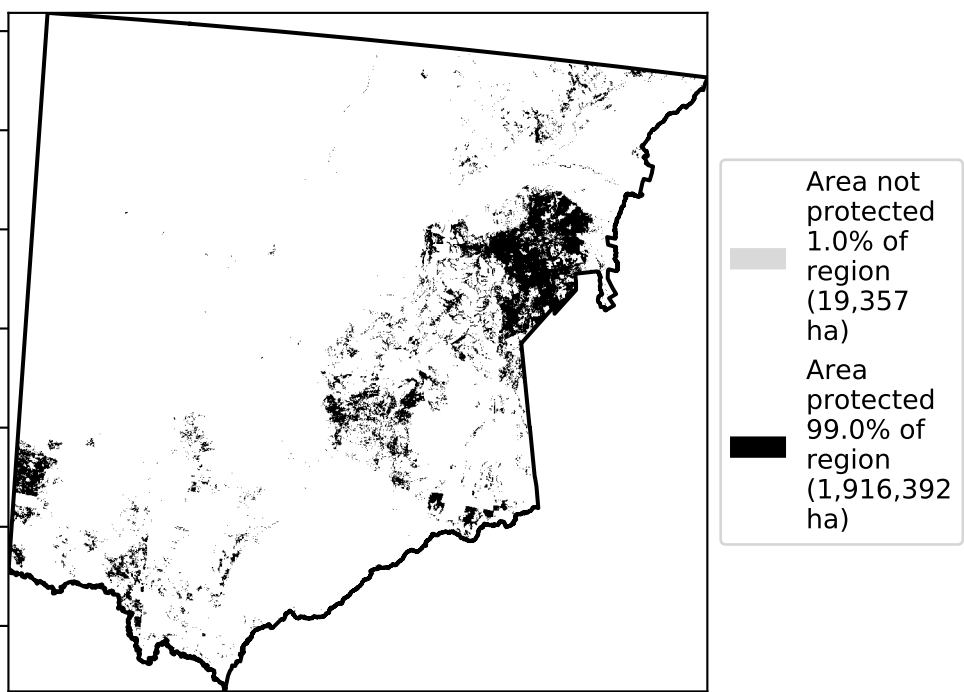 Area not
protected
1.0% of
region
(19,357
ha)
Area
protected
99.0% of
region
(1,916,392
ha)